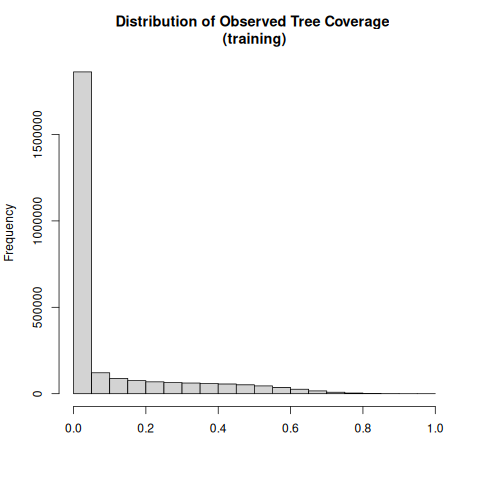 Distribution of Observed Tree Coverage
(training)
Frequency
1500000
1000000
500000
0
0.0 0.2 0.4 0.6 0.8 1.0